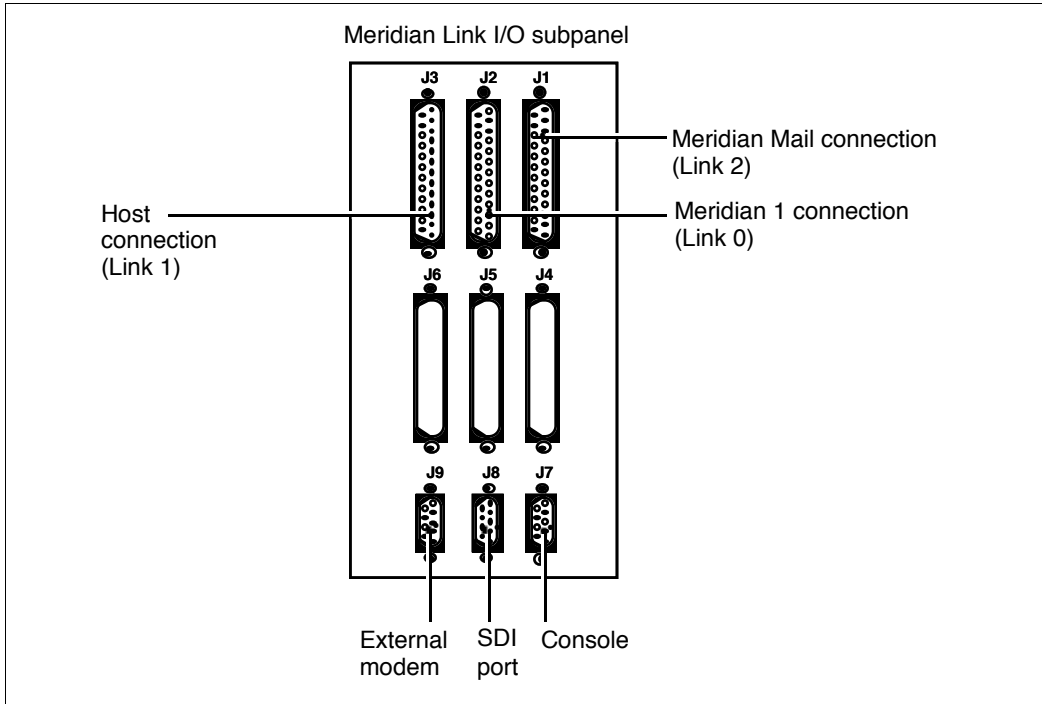 Meridian Link I/O subpanel
J3 J2 J1
Meridian Mail connection
(Link 2)
Host
connection
(Link 1)
Meridian 1 connection
(Link 0)
J6 J5 J4
J9 J8 J7
External
modem
SDI
port
Console